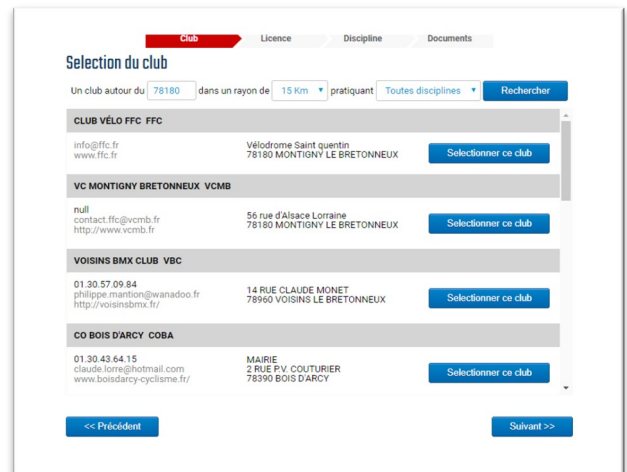 Club Licence Discipline Documents
Selection du club
Un club autour du 78180 dans un rayon de 15 Km pratiquant Toutes disciplines Rechercher
CLUB VÉLO FFC FFC
info@ffc.fr
www.ffc.fr
Vélodrome Saint quentin
78180 MONTIGNY LE BRETONNEUX
Selectionner ce club
VC MONTIGNY BRETONNEUX VCMB
null
contact.ffc@vcmb.fr
http://www.vcmb.fr
56 rue d'Alsace Lorraine
78180 MONTIGNY LE BRETONNEUX
Selectionner ce club
VOISINS BMX CLUB VBC
01.30.57.09.84
philippe.mantion@wanadoo.fr
http://voisinsbmx.fr/
14 RUE CLAUDE MONET
78960 VOISINS LE BRETONNEUX
Selectionner ce club
CO BOIS D'ARCY COBA
01.30.43.64.15
claude.lorre@hotmail.com
www.boisdarcy-cyclisme.fr/
MAIRIE
2 RUE P.V. COUTURIER
78390 BOIS D'ARCY
Selectionner ce club
<< Précédent
Suivant >>